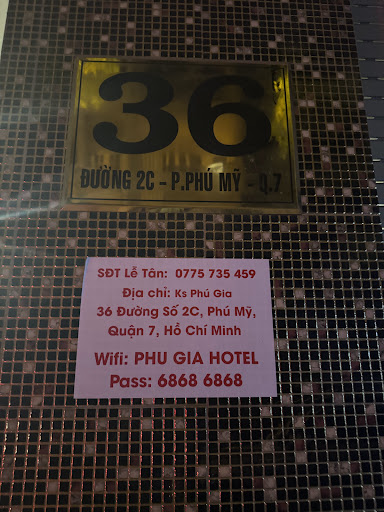 36
ĐƯỜNG 2C - P.PHÚ MỸ - Q.7
SĐT Lễ Tân: 0775 735 459
Địa chỉ: Ks Phú Gia
36 Đường Số 2C, Phú Mỹ,
Quận 7, Hồ Chí Minh
Wifi: PHU GIA HOTEL
Pass: 6868 6868